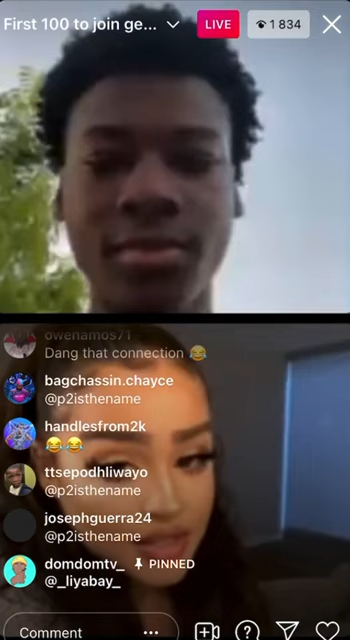 First 100 to join ge...
LIVE
1 834
owenamos71
Dang that connection 😂
bagchassin.chayce
@p2isthename
handlesfrom2k
😂😂
ttsepodhliwayo
@p2isthename
josephguerra24
@p2isthename
domdomtv_ PINNED
@_liyabay_
Comment